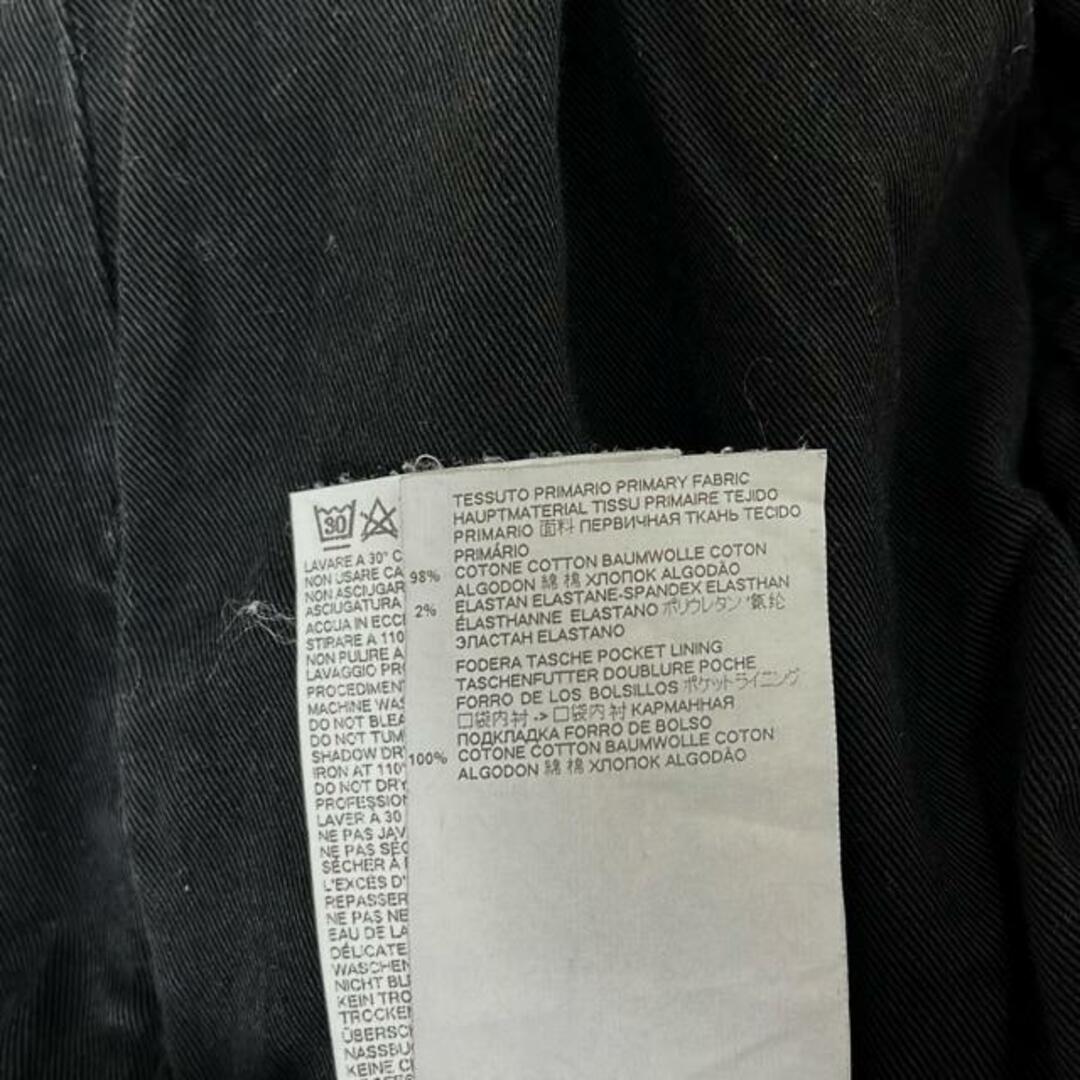 30
LAVARE A 30° C
NON USARE CA
NON ASCIUGAR
ASCIUGATURA
ACQUA IN ECC
STIRARE A 110
NON PULIRE A
LAVAGGIO PR
PROCEDIMEN
MACHINE WAS
DO NOT BLEA
DO NOT TUM
SHADOW DR
IRON AT 110°
DO NOT DRY
PROFESSION
LAVER A 30
NE PAS JAV
NE PAS SÉC
SÉCHER À
L'EXCÈS D'
REPASSER
NE PAS NE
EAU DE LA
DÉLICATE
WASCHEN
NICHT BL
KEIN TRO
TROCKEN
ÜBERSC
NASSBU
KEINE C
TESSUTO PRIMARIO PRIMARY FABRIC
HAUPTMATERIAL TISSU PRIMAIRE TEJIDO
PRIMARIO 面料 ПЕРВИЧНАЯ ТКАНЬ TECIDO
PRIMÁRIO
98% COTONE COTTON BAUMWOLLE COTON
ALGODON 綿 棉 ХЛОПОК ALGODÃO
2% ELASTAN ELASTANE-SPANDEX ELASTHAN
ÉLASTHANNE ELASTANO ポリウレタン 氨纶
ЭЛАСТАН ELASTANO
FODERA TASCHE POCKET LINING
TASCHENFUTTER DOUBLURE POCHE
FORRO DE LOS BOLSILLOS ポケットライニング
口袋内衬 -> 口袋内衬 КАРМАННАЯ
ПОДКЛАДКА FORRO DE BOLSO
100% COTONE COTTON BAUMWOLLE COTON
ALGODON 綿 棉 ХЛОПОК ALGODÃO